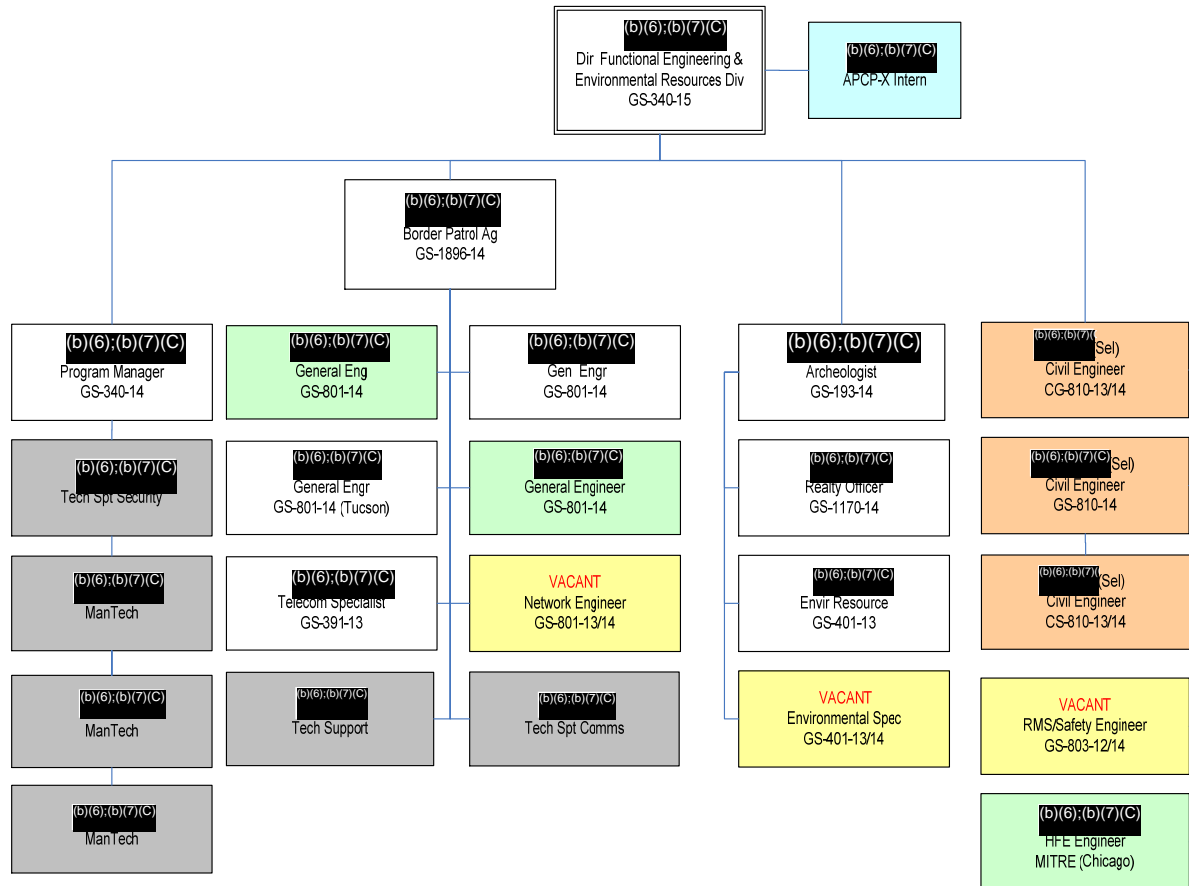 (b)(6);(b)(7)(C)
Dir Functional Engineering &
Environmental Resources Div
GS-340-15
(b)(6);(b)(7)(C)
APCP-X Intern
(b)(6);(b)(7)(C)
Border Patrol Ag
GS-1896-14
(b)(6);(b)(7)(C)
Program Manager
GS-340-14
(b)(6);(b)(7)(C)
General Eng
GS-801-14
(b)(6);(b)(7)(C)
Gen Engr
GS-801-14
(b)(6);(b)(7)(C)
Archeologist
GS-193-14
(b)(6);(b)(7)( (Sel)
Civil Engineer
CG-810-13/14
(b)(6);(b)(7)(C)
Tech Spt Security
(b)(6);(b)(7)(C)
General Engr
GS-801-14 (Tucson)
(b)(6);(b)(7)(C)
General Engineer
GS-801-14
(b)(6);(b)(7)(C)
Realty Officer
GS-1170-14
(b)(6);(b)(7)(C) (Sel)
Civil Engineer
GS-810-14
(b)(6);(b)(7)(C)
ManTech
(b)(6);(b)(7)(C)
Telecom Specialist
GS-391-13
VACANT
Network Engineer
GS-801-13/14
(b)(6);(b)(7)(C)
Envir Resource
GS-401-13
(b)(6);(b)(7)( (Sel)
Civil Engineer
CS-810-13/14
(b)(6);(b)(7)(C)
ManTech
(b)(6);(b)(7)(C)
Tech Support
(b)(6);(b)(7)(C)
Tech Spt Comms
VACANT
Environmental Spec
GS-401-13/14
VACANT
RMS/Safety Engineer
GS-803-12/14
(b)(6);(b)(7)(C)
ManTech
(b)(6);(b)(7)(C)
HFE Engineer
MITRE (Chicago)